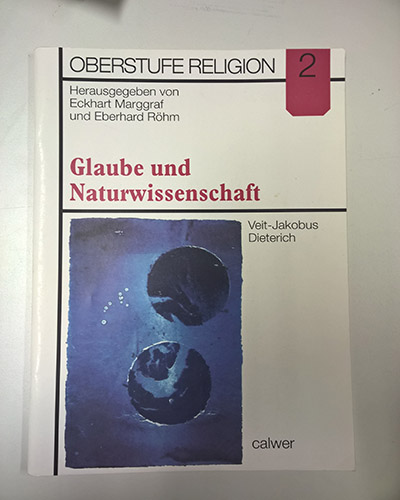 OBERSTUFE RELIGION 2
Herausgegeben von
Eckhart Marggraf
und Eberhard Röhm
Glaube und
Naturwissenschaft
Veit-Jakobus
Dieterich
calwer